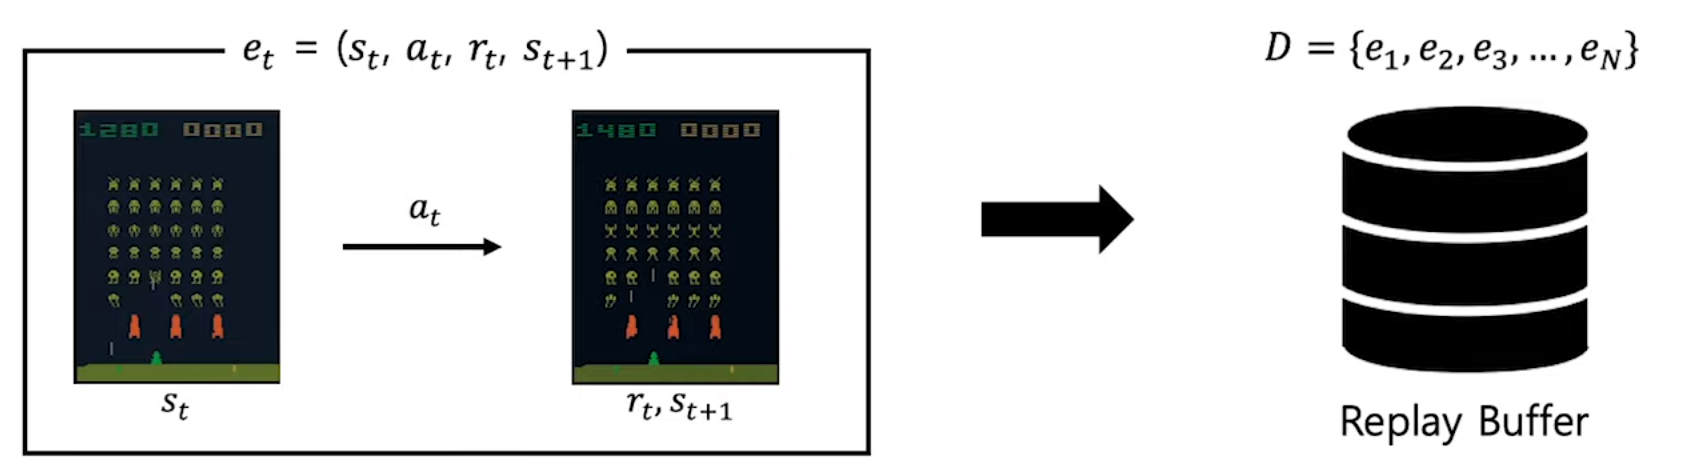 e_t = (s_t, a_t, r_t, s_{t+1})
D = {e_1, e_2, e_3, ..., e_N}
1280 0000
1480 0000
a_t
s_t
r_t, s_{t+1}
Replay Buffer